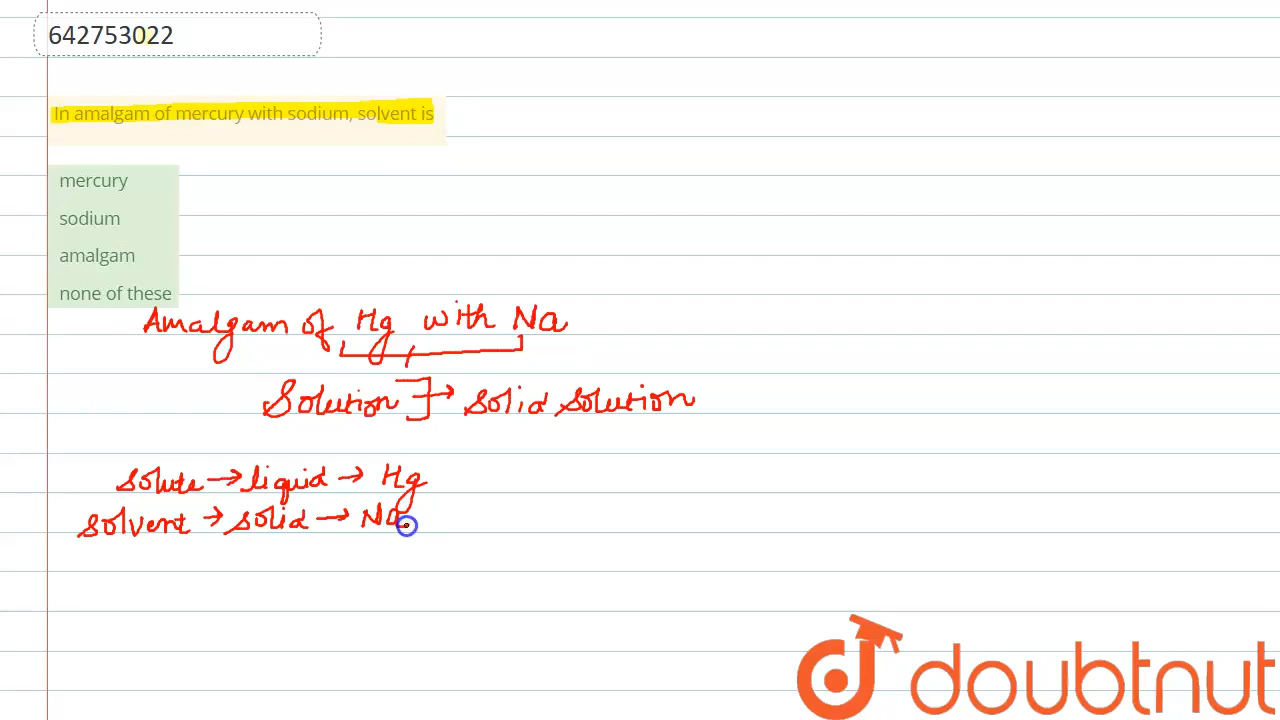 642753022
In amalgam of mercury with sodium, solvent is
mercury
sodium
amalgam
none of these
Amalgam of Hg with Na
Solution → solid solution
solute → liquid → Hg
solvent → solid → Na
doubtnut